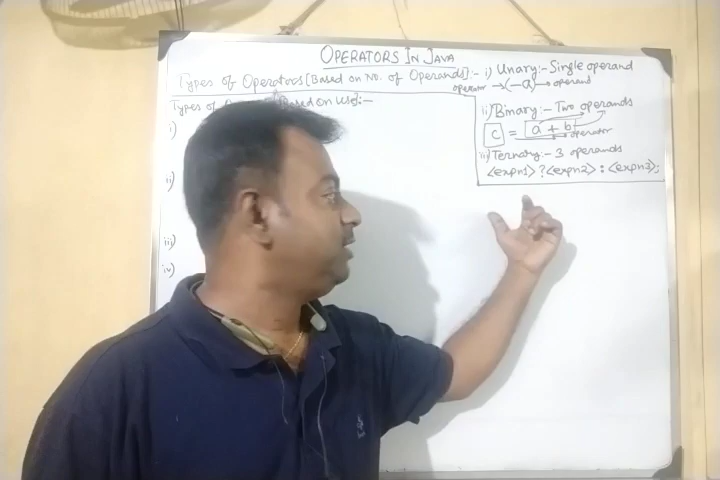 OPERATORS IN JAVA
Types of Operators [Based on No. of Operands]:- i) Unary:- Single operand
operator → (-a) → operand
Types of Based on Use]:-
ii) Binary:- Two operands
c = a + b operator
iii) Ternary:- 3 operands
<expn1> ? <expn2> : <expn3>;
i)
ii)
iii)
iv)